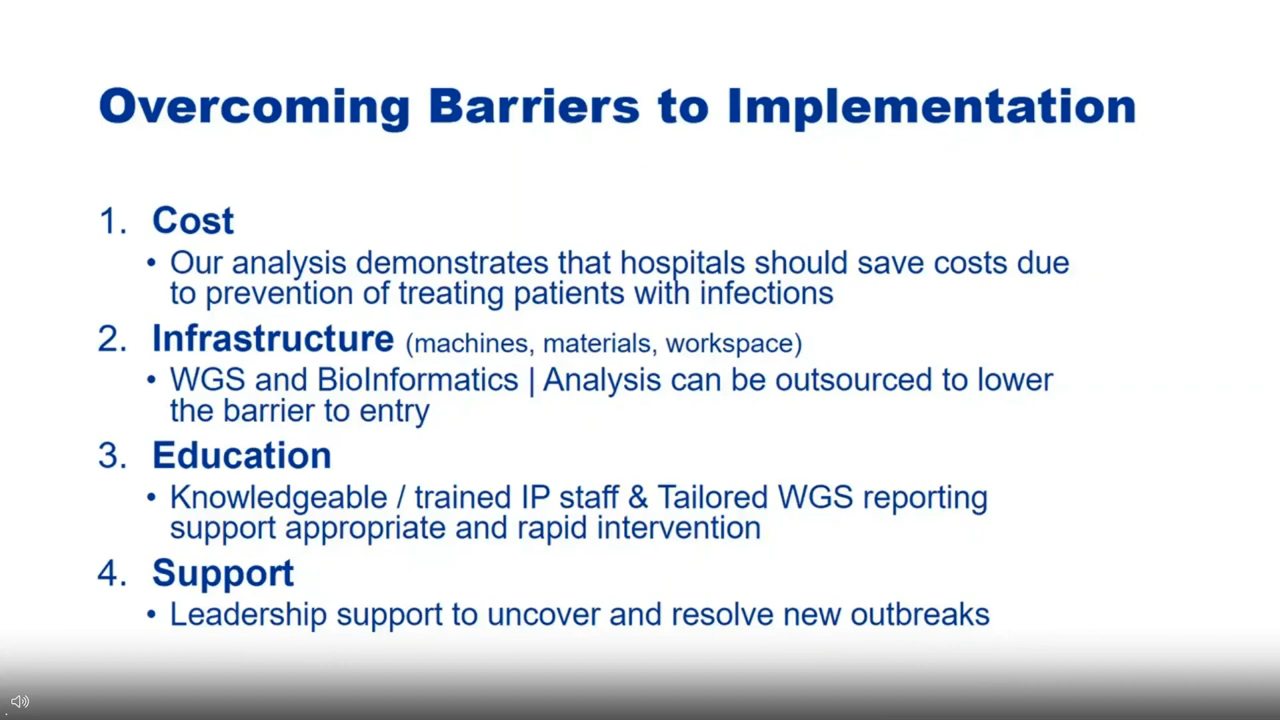 Overcoming Barriers to Implementation
1. Cost
• Our analysis demonstrates that hospitals should save costs due
to prevention of treating patients with infections
2. Infrastructure (machines, materials, workspace)
• WGS and BioInformatics | Analysis can be outsourced to lower
the barrier to entry
3. Education
• Knowledgeable / trained IP staff & Tailored WGS reporting
support appropriate and rapid intervention
4. Support
• Leadership support to uncover and resolve new outbreaks